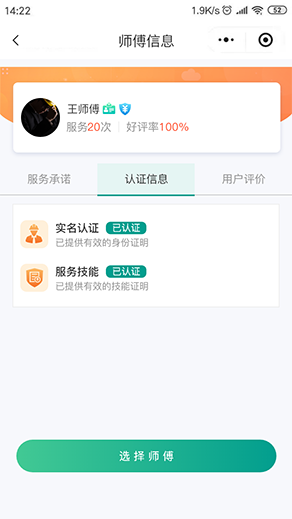 14:22
1.9K/s
52
师傅信息
王师傅
服务20次
好评率100%
服务承诺
认证信息
用户评价
实名认证 已认证
已提供有效的身份证明
服务技能 已认证
已提供有效的技能证明
选择师傅